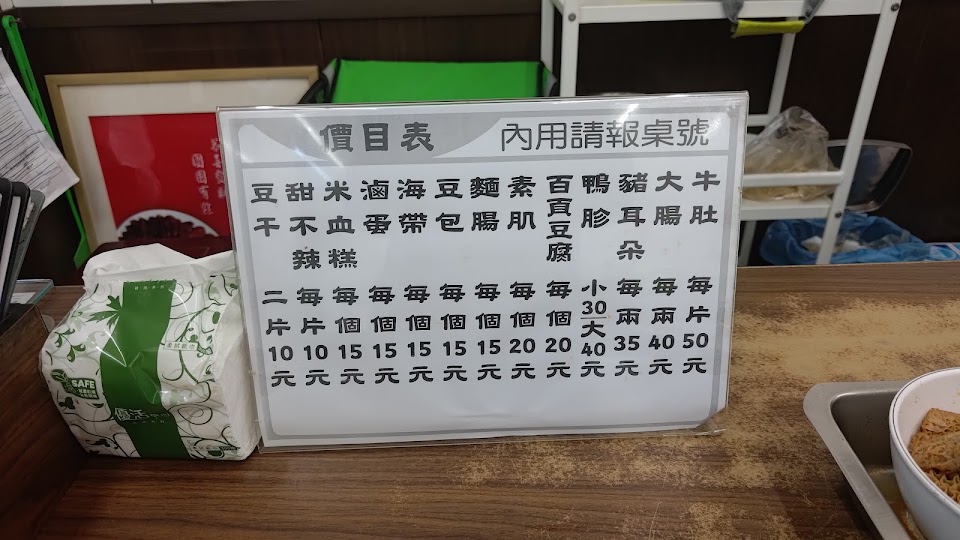 價目表
內用請報桌號
牛肚 每片50元
大腸 每兩40元
豬耳朵 每兩35元
鴨胗 小30大40元
百頁豆腐 每個20元
素肌 每個20元
麵腸 每個15元
豆包 每個15元
海帶 每個15元
滷蛋 每個15元
米血糕 每個15元
甜不辣 每片10元
豆干 二片10元
SAFE
優活